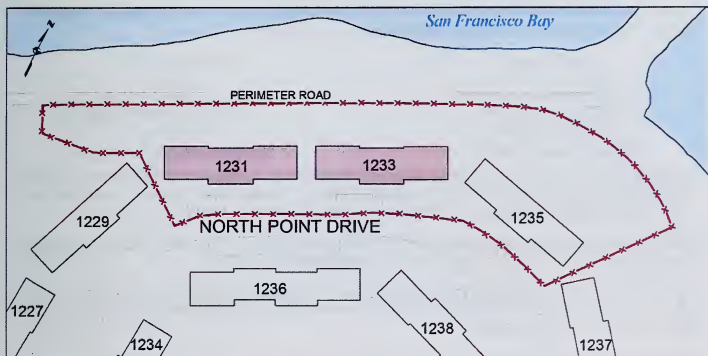 San Francisco Bay
N
PERIMETER ROAD
1231
1233
1229
1235
NORTH POINT DRIVE
1236
1227
1238
1234
1237